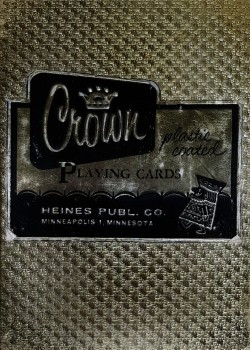 Crown
plastic
coated
PLAYING CARDS
HEINES PUBL. CO.
MINNEAPOLIS 1, MINNESOTA